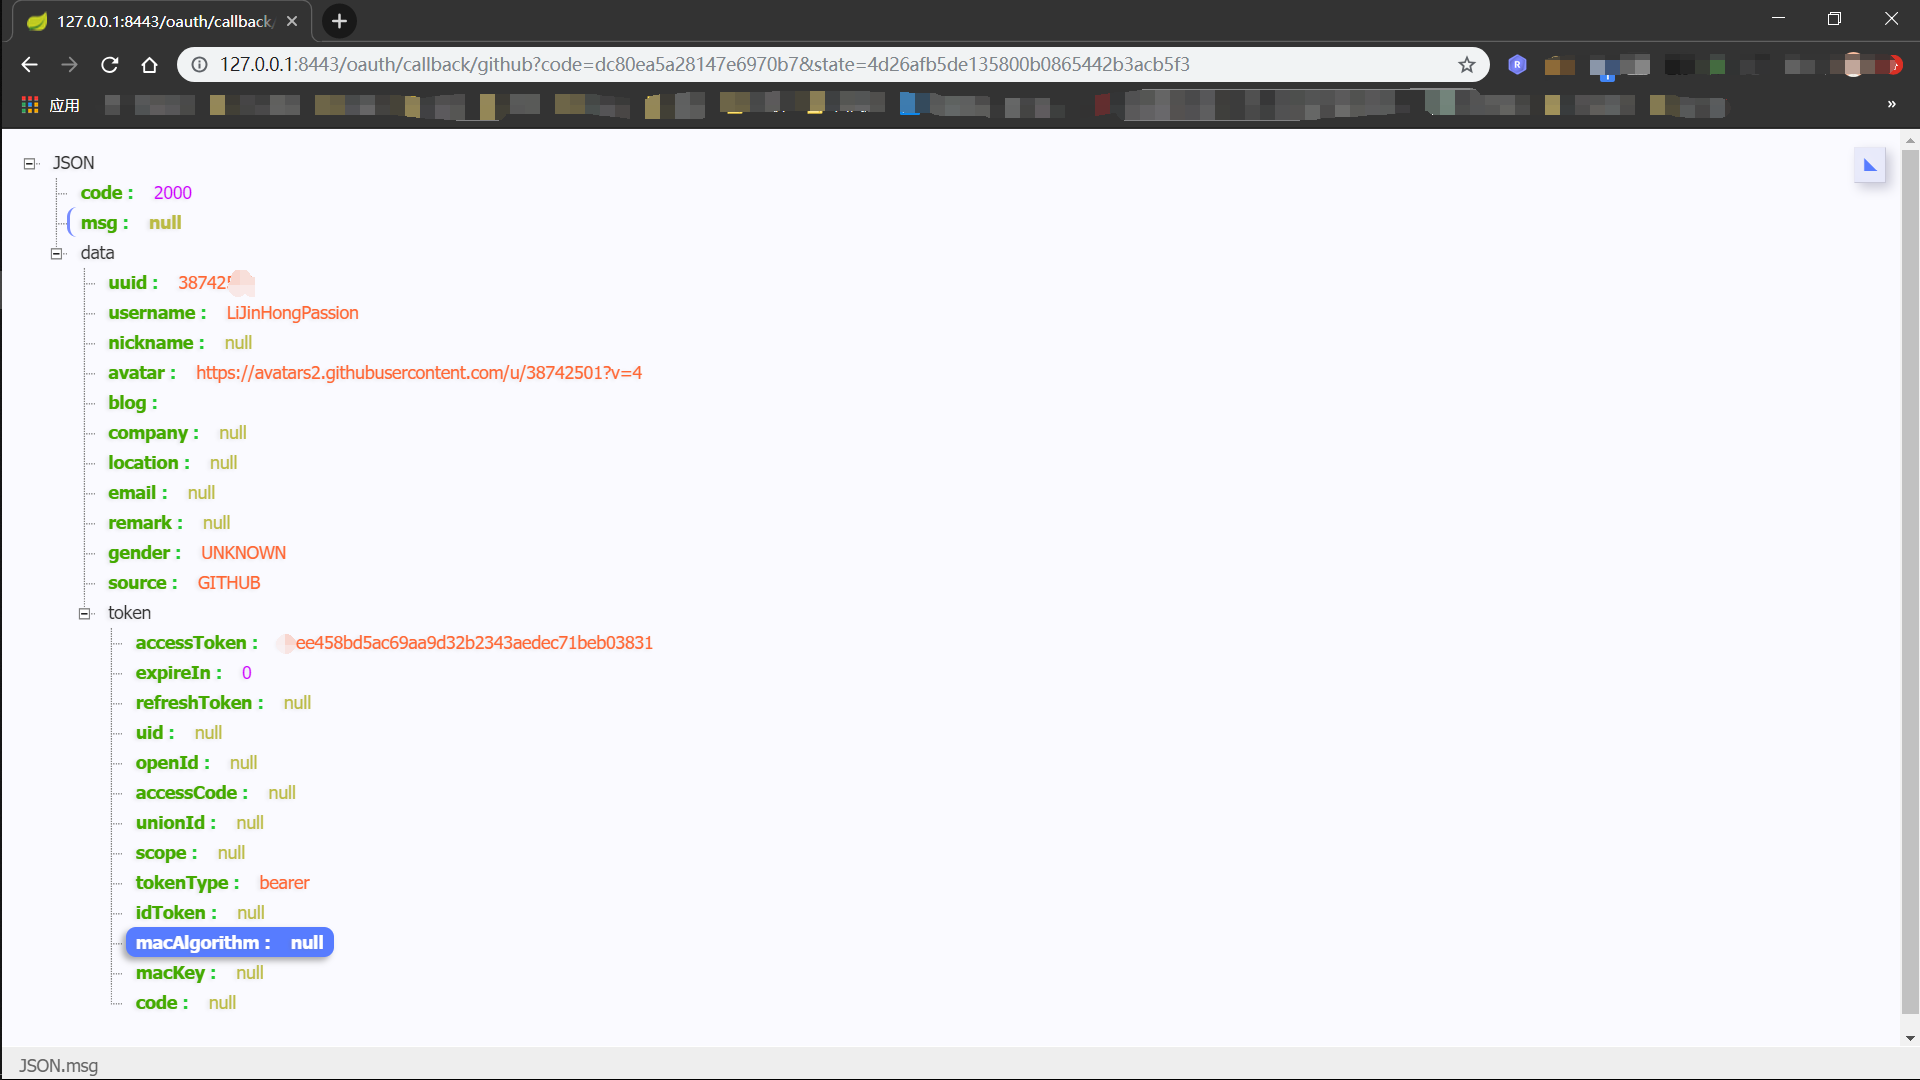 127.0.0.1:8443/oauth/callback/
127.0.0.1:8443/oauth/callback/github?code=dc80ea5a28147e6970b7&state=4d26afb5de135800b0865442b3acb5f3
应用
JSON
code : 2000
msg : null
data
uuid : 38742
username : LiJinHongPassion
nickname : null
avatar : https://avatars2.githubusercontent.com/u/38742501?v=4
blog :
company : null
location : null
email : null
remark : null
gender : UNKNOWN
source : GITHUB
token
accessToken : ee458bd5ac69aa9d32b2343aedec71beb03831
expireIn : 0
refreshToken : null
uid : null
openId : null
accessCode : null
unionId : null
scope : null
tokenType : bearer
idToken : null
macAlgorithm : null
macKey : null
code : null
JSON.msg